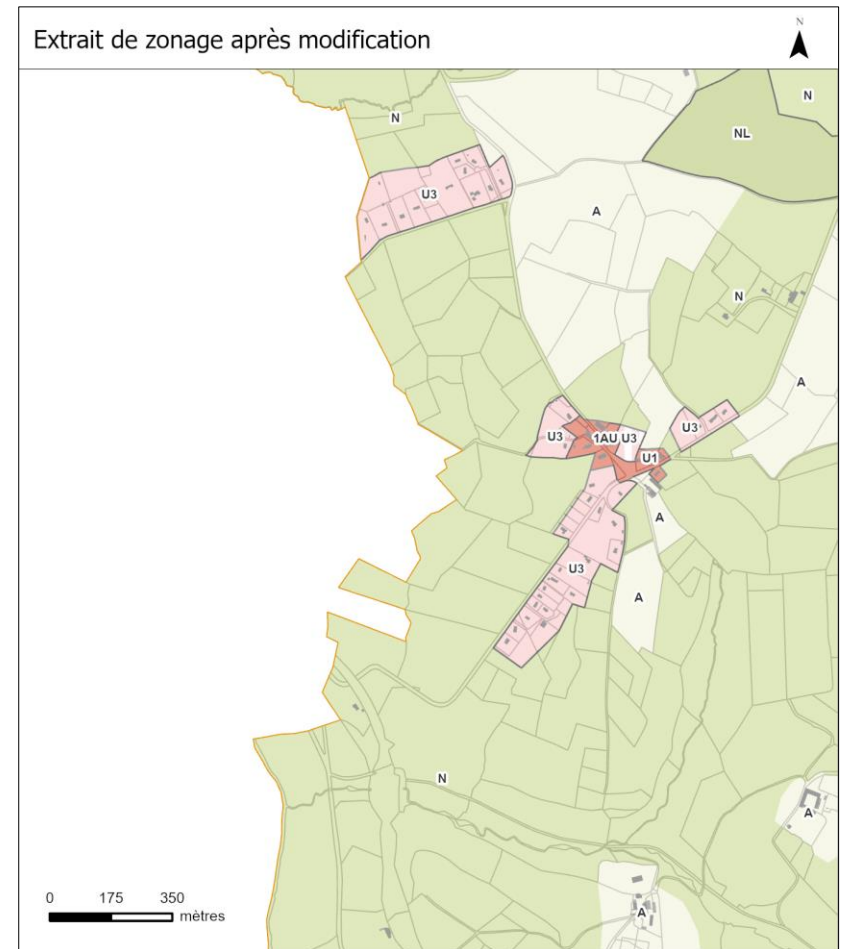 Extrait de zonage après modification
N
N
N
NL
U3
A
N
A
U3
U3
1AU U3
U1
A
U3
A
N
A
A
0 175 350
mètres